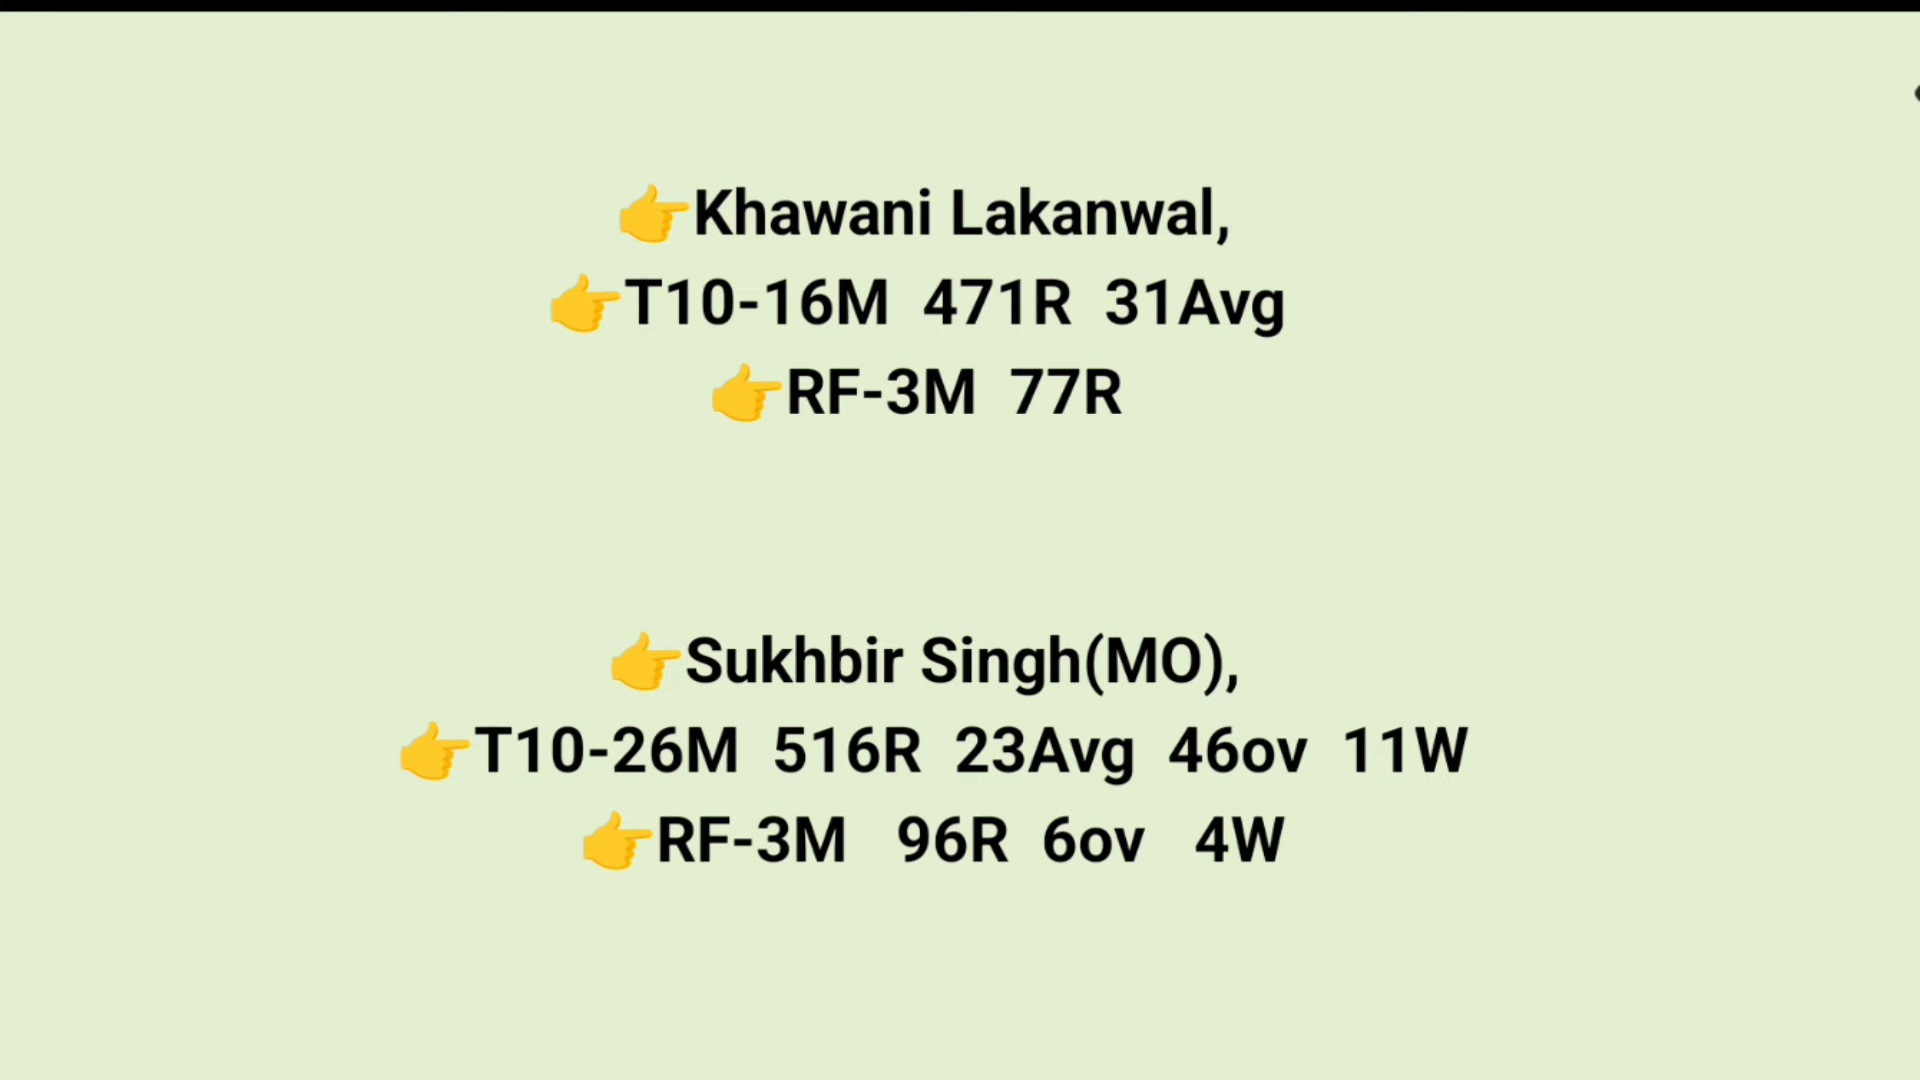 👉Khawani Lakanwal,
👉T10-16M 471R 31Avg
👉RF-3M 77R
👉Sukhbir Singh(MO),
👉T10-26M 516R 23Avg 46ov 11W
👉RF-3M 96R 6ov 4W